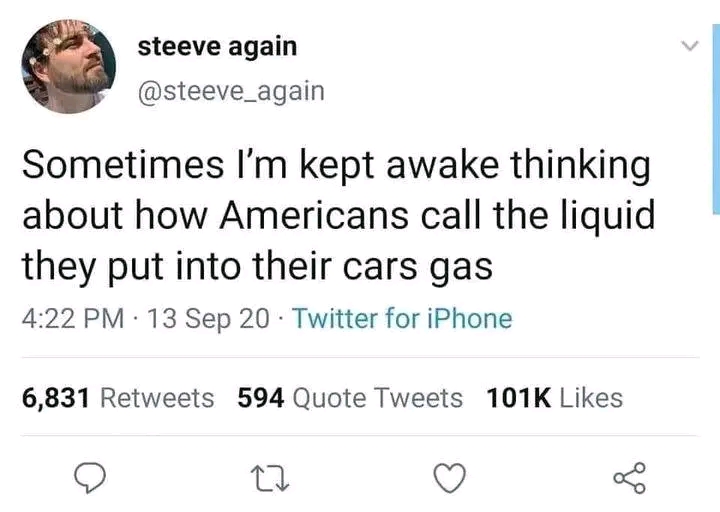 steeve again
@steeve_again
Sometimes I'm kept awake thinking
about how Americans call the liquid
they put into their cars gas
4:22 PM · 13 Sep 20 · Twitter for iPhone
6,831 Retweets 594 Quote Tweets 101K Likes